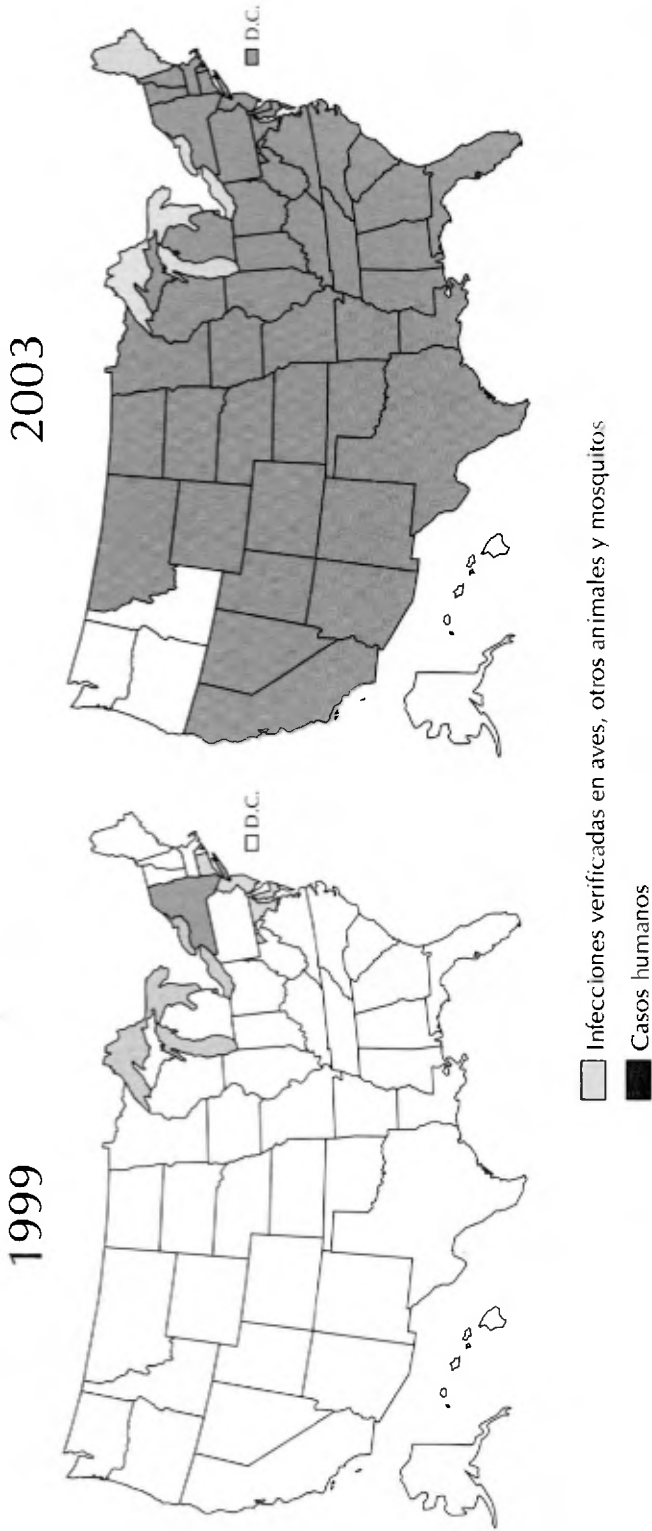 1999
2003
D.C.
D.C.
Infecciones verificadas en aves, otros animales y mosquitos
Casos humanos